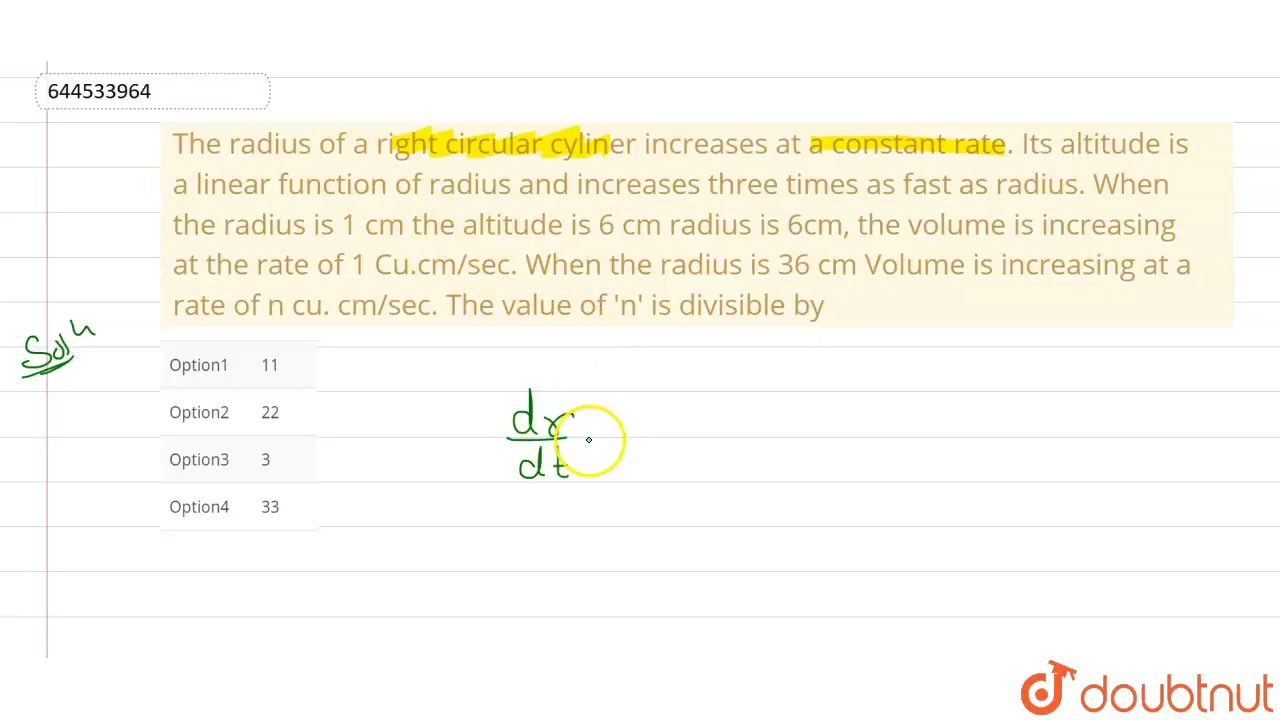 644533964
The radius of a right circular cyliner increases at a constant rate. Its altitude is
a linear function of radius and increases three times as fast as radius. When
the radius is 1 cm the altitude is 6 cm radius is 6cm, the volume is increasing
at the rate of 1 Cu.cm/sec. When the radius is 36 cm Volume is increasing at a
rate of n cu. cm/sec. The value of 'n' is divisible by
Solⁿ
Option1 11
Option2 22
Option3 3
Option4 33
dr
dt
doubtnut